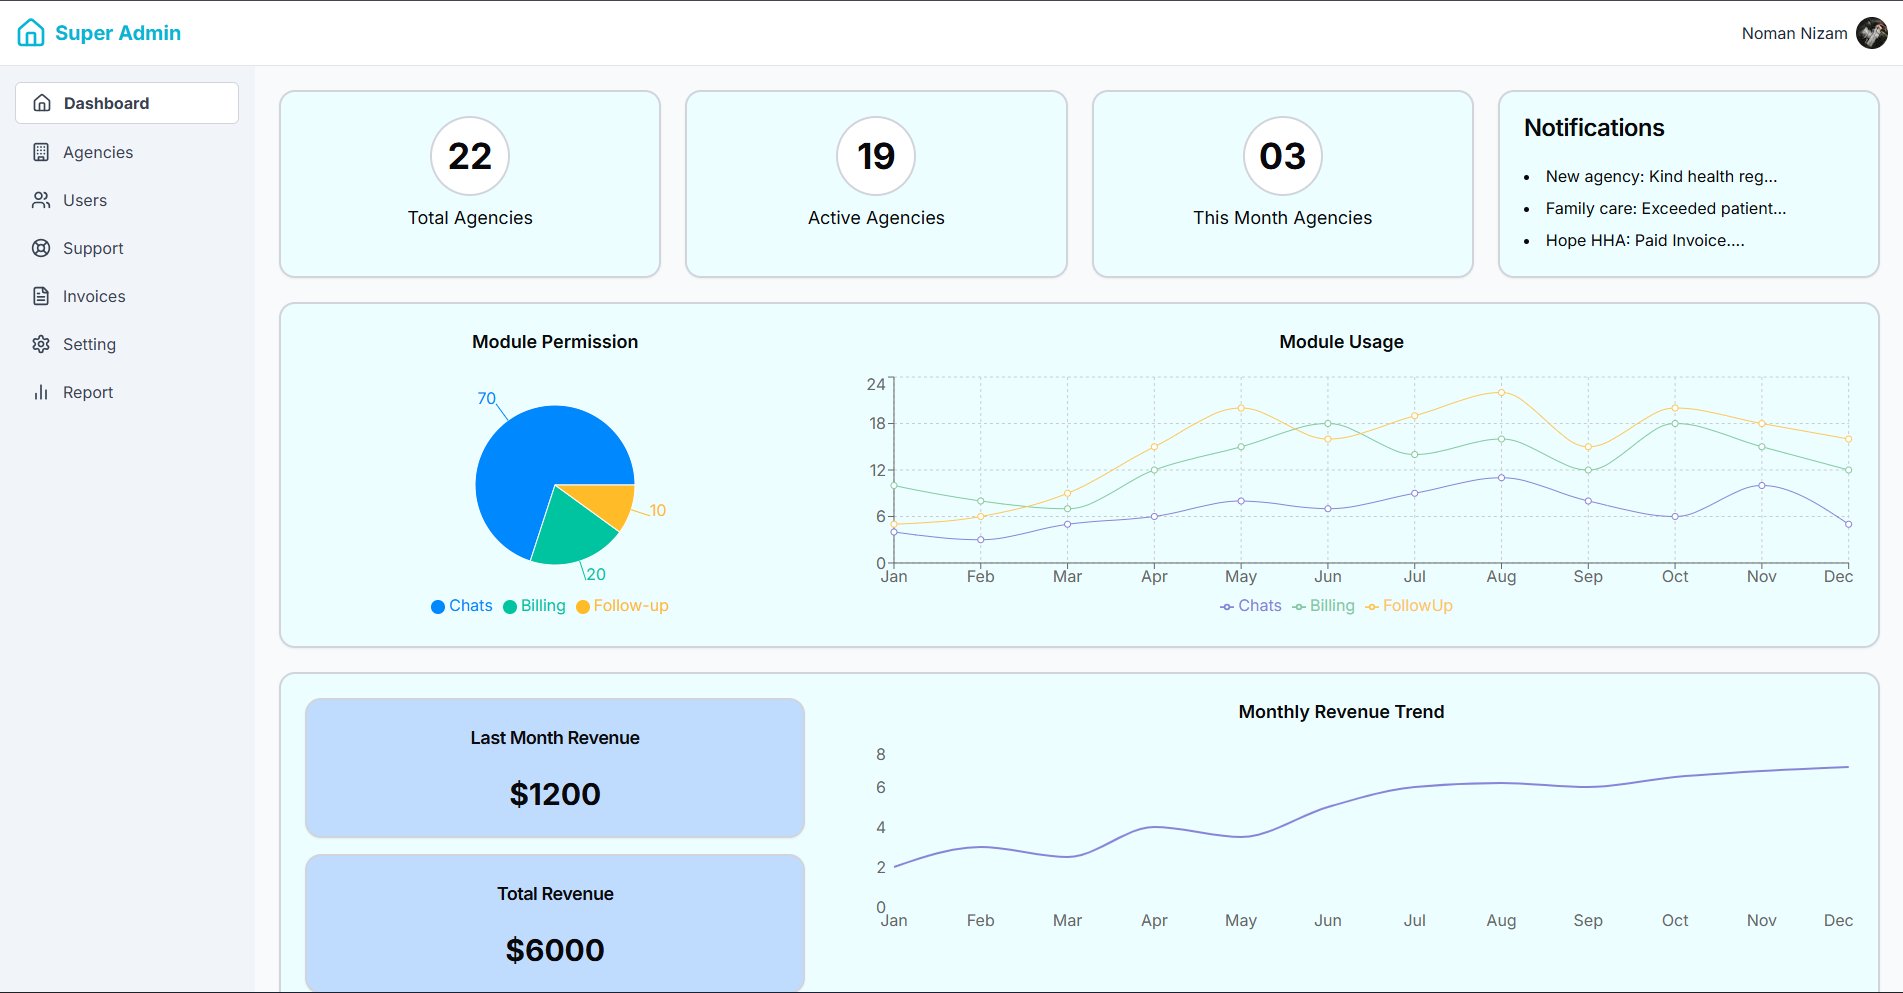 Super Admin
Noman Nizam
Dashboard
Agencies
Users
Support
Invoices
Setting
Report
22
Total Agencies
19
Active Agencies
03
This Month Agencies
Notifications
New agency: Kind health reg...
Family care: Exceeded patient...
Hope HHA: Paid Invoice....
Module Permission
70
10
20
Chats Billing Follow-up
Module Usage
24
18
12
6
0
Jan Feb Mar Apr May Jun Jul Aug Sep Oct Nov Dec
Chats Billing FollowUp
Last Month Revenue
$1200
Total Revenue
$6000
Monthly Revenue Trend
8
6
4
2
0
Jan Feb Mar Apr May Jun Jul Aug Sep Oct Nov Dec